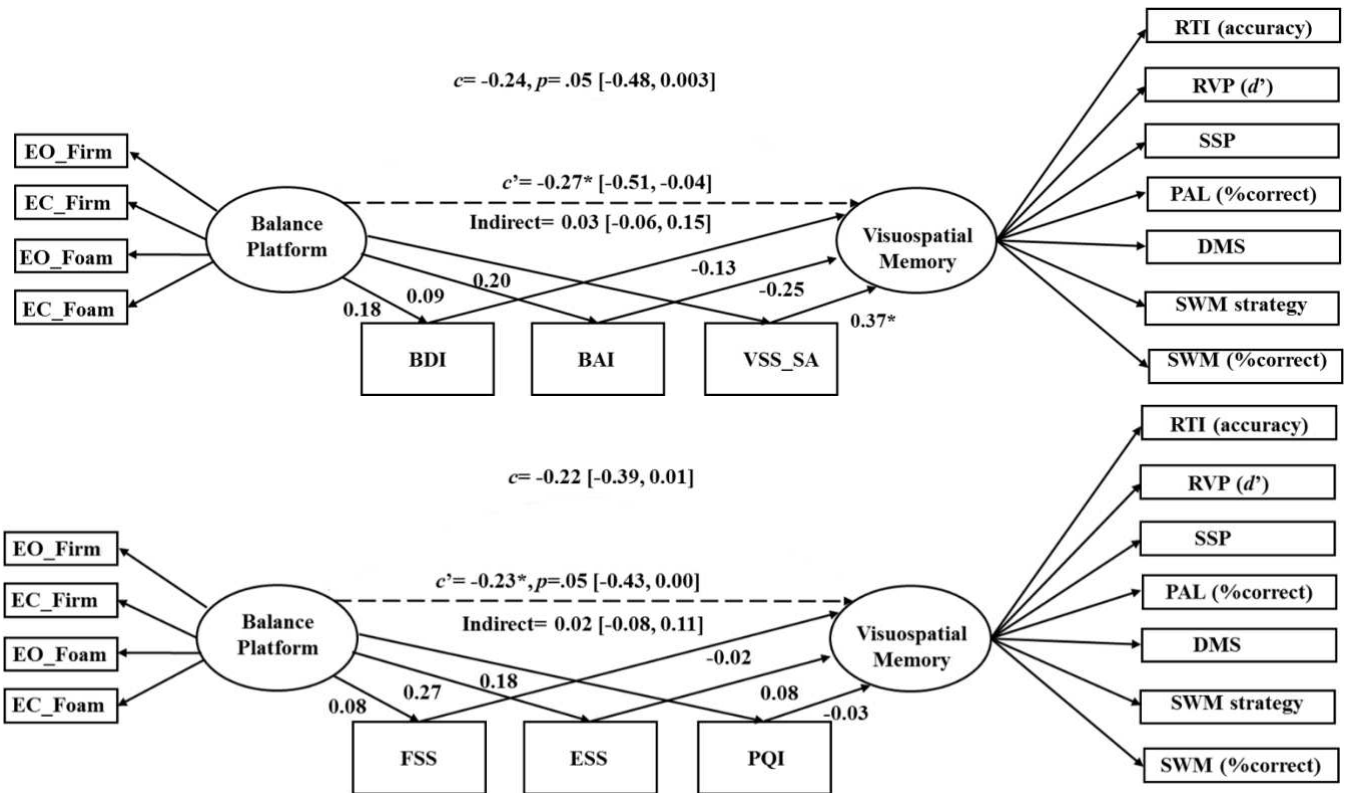 c= -0.24, p= .05 [-0.48, 0.003]
EO_Firm
EC_Firm
EO_Foam
EC_Foam
Balance
Platform
c’= -0.27* [-0.51, -0.04]
Indirect= 0.03 [-0.06, 0.15]
0.18
0.09
0.20
-0.13
-0.25
0.37*
BDI
BAI
VSS_SA
Visuospatial
Memory
RTI (accuracy)
RVP (d’)
SSP
PAL (%correct)
DMS
SWM strategy
SWM (%correct)
c= -0.22 [-0.39, 0.01]
EO_Firm
EC_Firm
EO_Foam
EC_Foam
Balance
Platform
c’= -0.23*, p=.05 [-0.43, 0.00]
Indirect= 0.02 [-0.08, 0.11]
0.08
0.27
0.18
-0.02
0.08
-0.03
FSS
ESS
PQI
Visuospatial
Memory
RTI (accuracy)
RVP (d’)
SSP
PAL (%correct)
DMS
SWM strategy
SWM (%correct)